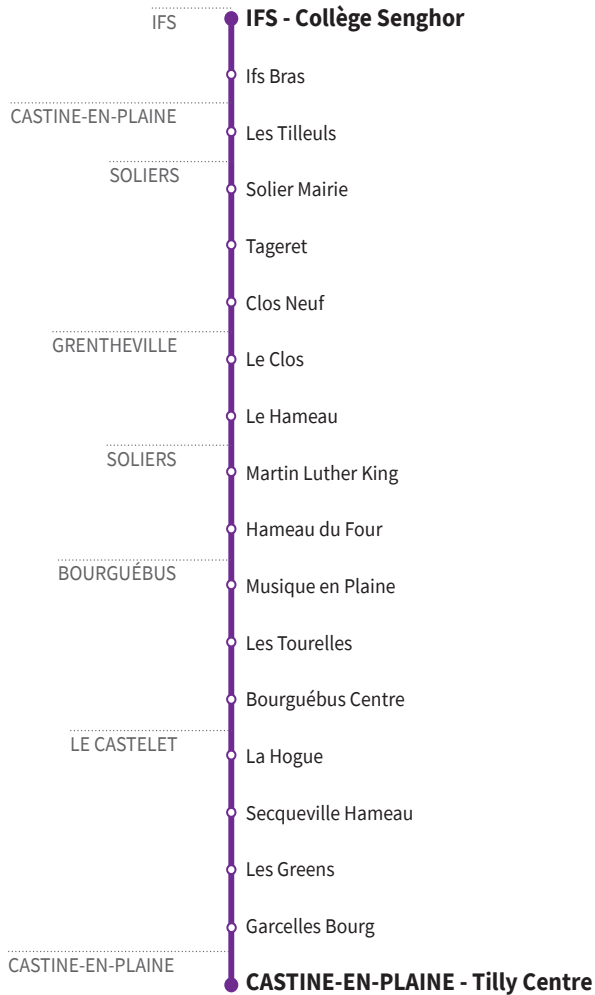 IFS
IFS - Collège Senghor
Ifs Bras
CASTINE-EN-PLAINE
Les Tilleuls
SOLIERS
Solier Mairie
Tageret
Clos Neuf
GRENTHEVILLE
Le Clos
Le Hameau
SOLIERS
Martin Luther King
Hameau du Four
BOURGUÉBUS
Musique en Plaine
Les Tourelles
Bourguébus Centre
LE CASTELET
La Hogue
Secqueville Hameau
Les Greens
Garcelles Bourg
CASTINE-EN-PLAINE
CASTINE-EN-PLAINE - Tilly Centre